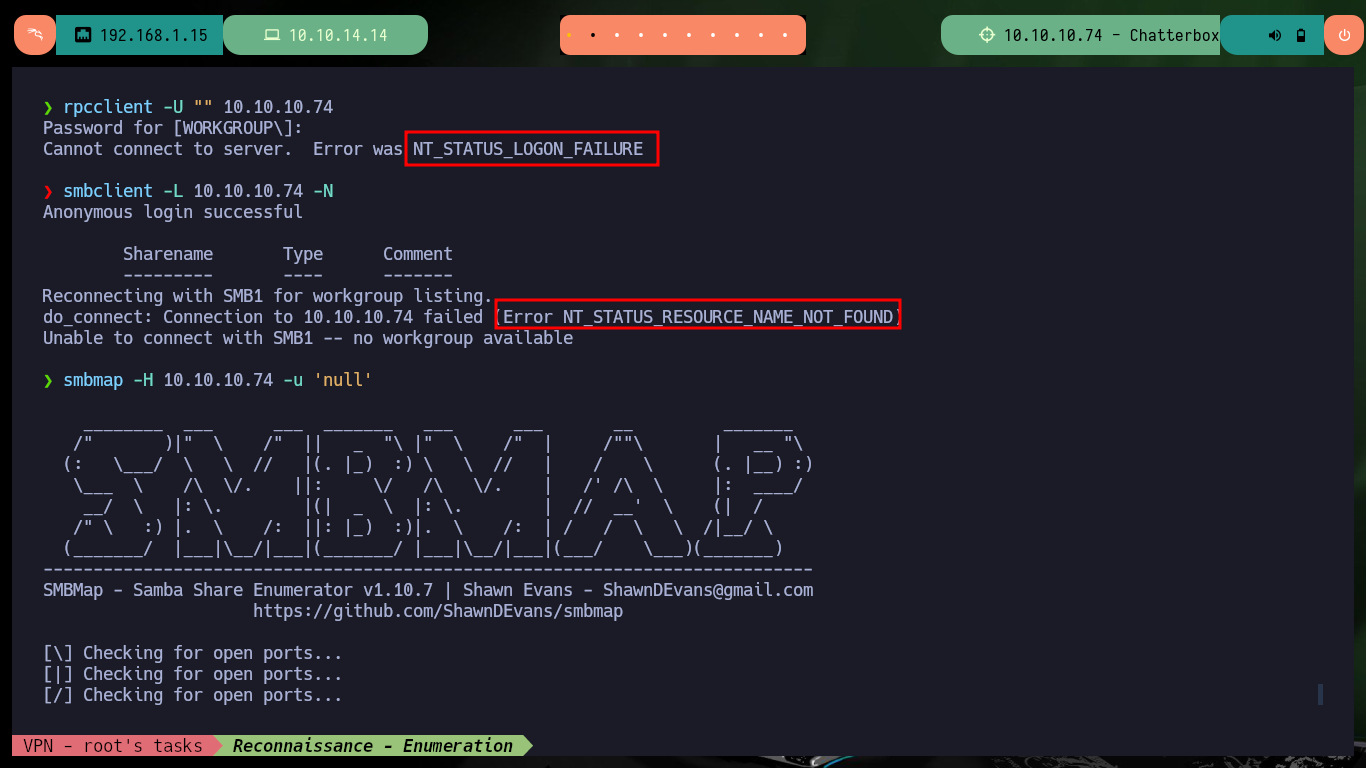 192.168.1.15 10.10.14.14 10.10.10.74 - Chatterbox
❯ rpcclient -U "" 10.10.10.74
Password for [WORKGROUP\]:
Cannot connect to server.  Error was NT_STATUS_LOGON_FAILURE
❯ smbclient -L 10.10.10.74 -N
Anonymous login successful
        Sharename       Type      Comment
        ---------       ----      -------
Reconnecting with SMB1 for workgroup listing.
do_connect: Connection to 10.10.10.74 failed (Error NT_STATUS_RESOURCE_NAME_NOT_FOUND)
Unable to connect with SMB1 -- no workgroup available
❯ smbmap -H 10.10.10.74 -u 'null'
SMBMAP
-----------------------------------------------------------------------------
SMBMap - Samba Share Enumerator v1.10.7 | Shawn Evans - ShawnDEvans@gmail.com
                     https://github.com/ShawnDEvans/smbmap
[\] Checking for open ports...
[|] Checking for open ports...
[/] Checking for open ports...
VPN - root's tasks Reconnaissance - Enumeration